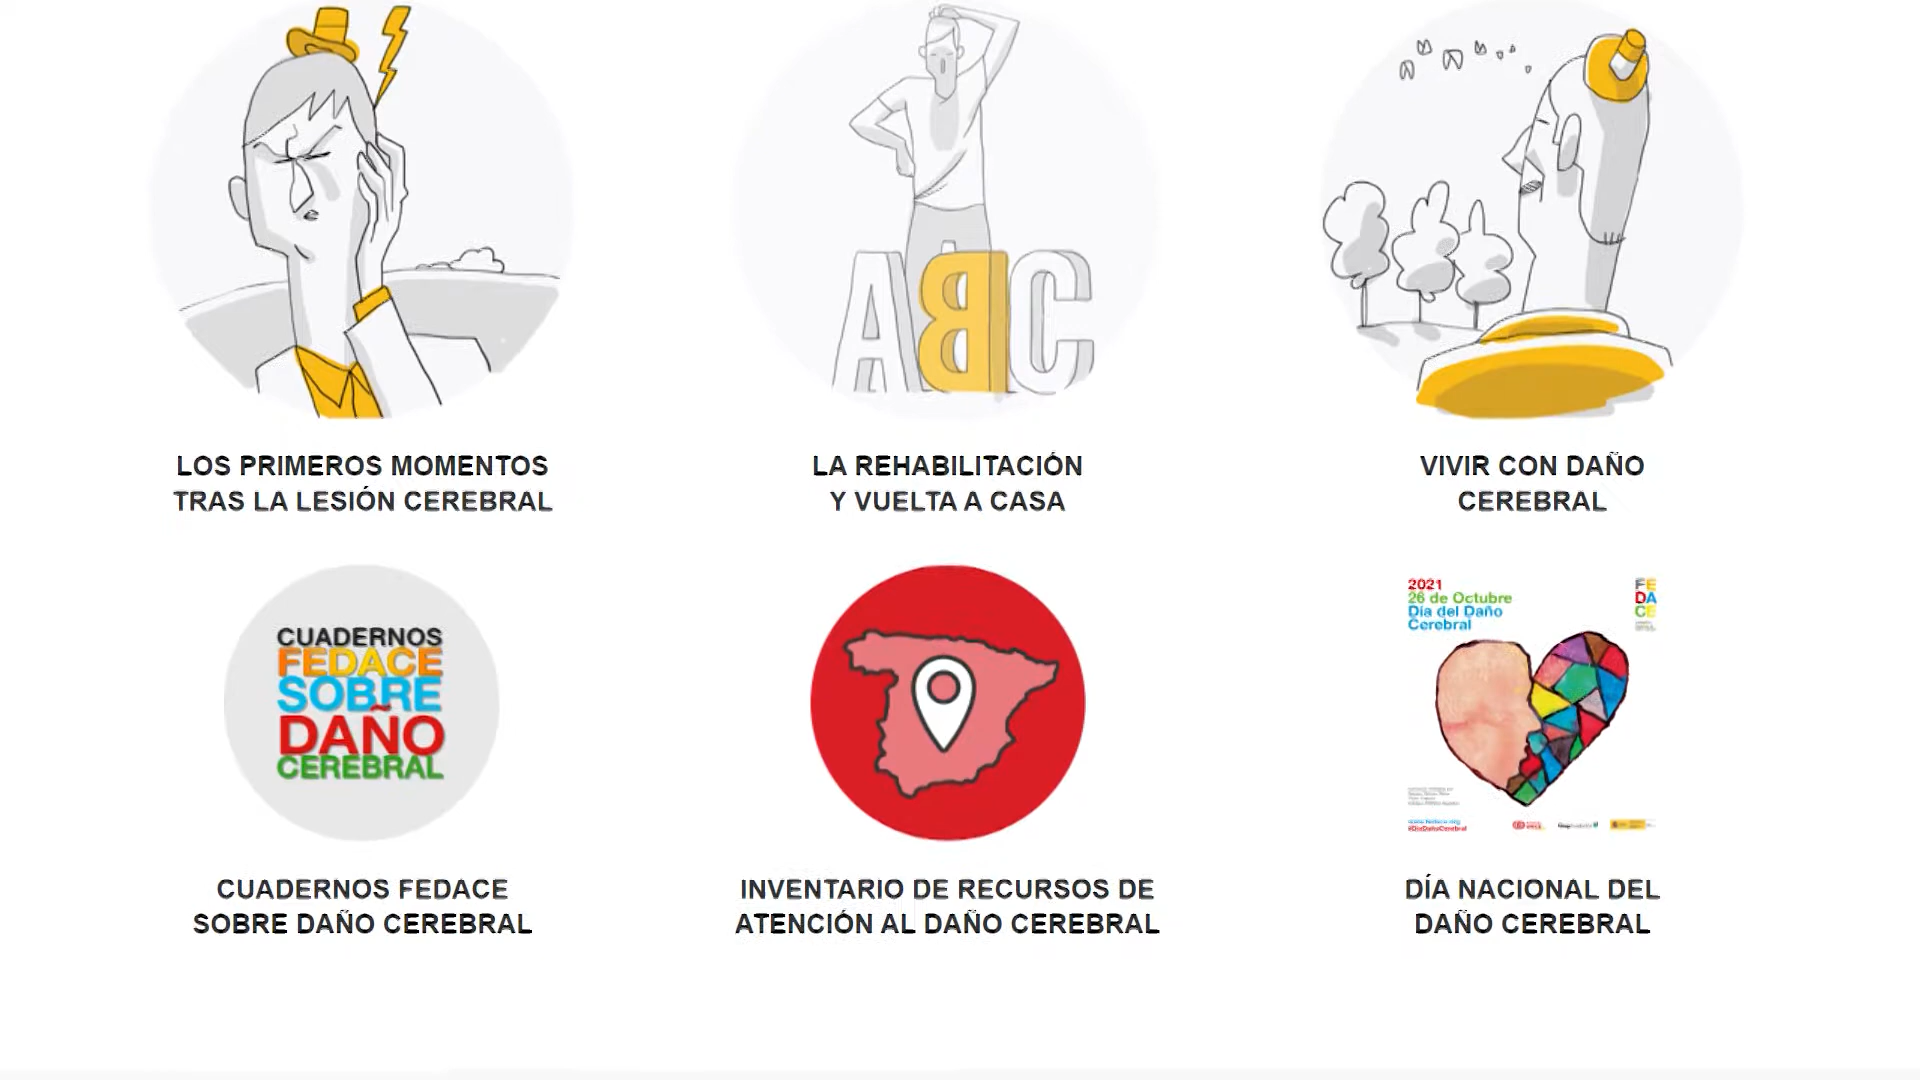 ABC
LOS PRIMEROS MOMENTOS
TRAS LA LESIÓN CEREBRAL
LA REHABILITACIÓN
Y VUELTA A CASA
VIVIR CON DAÑO
CEREBRAL
CUADERNOS
FEDACE
SOBRE
DAÑO
CEREBRAL
2021
26 de Octubre
Día del Daño
Cerebral
FE
DA
CE
#DíaDañoCerebral
CUADERNOS FEDACE
SOBRE DAÑO CEREBRAL
INVENTARIO DE RECURSOS DE
ATENCIÓN AL DAÑO CEREBRAL
DÍA NACIONAL DEL
DAÑO CEREBRAL